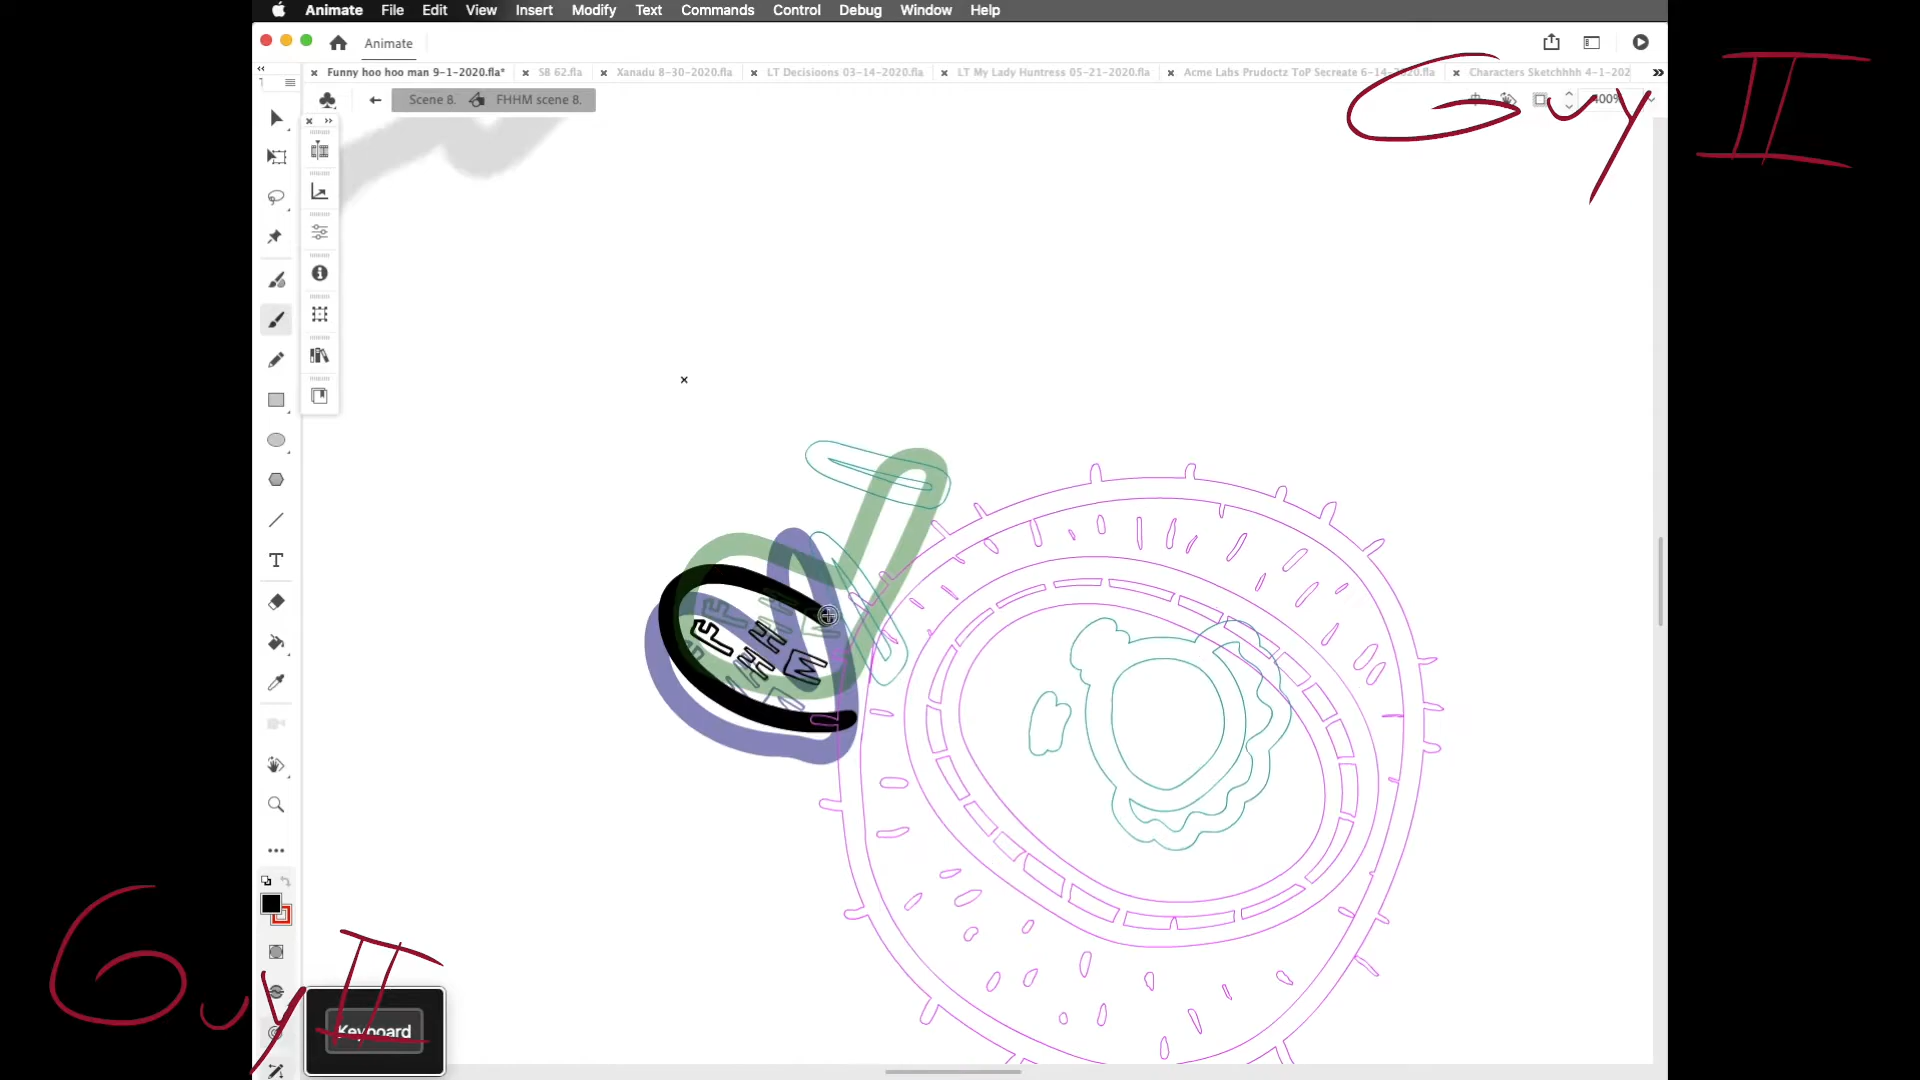 Animate File Edit View Insert Modify Text Commands Control Debug Window Help
Animate
Funny hoo hoo man 9-1-2020.fla* SB 62.fla Xanadu 8-30-2020.fla LT Decisioons 03-14-2020.fla LT My Lady Huntress 05-21-2020.fla Acme Labs Prudoctz ToP Secreate 6-14-2020.fla Characters Sketchhhh 4-1-202
Scene 8. FHHM scene 8. 400%
Guy II
F H H M
Guy II
Keyboard